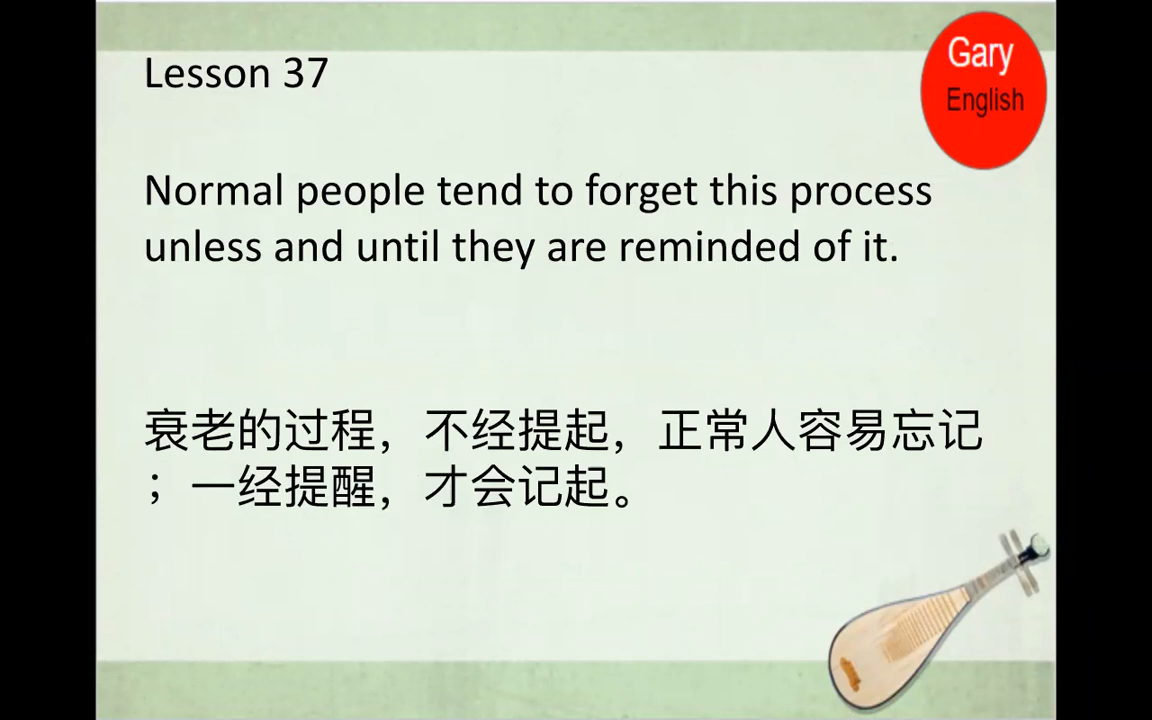 Lesson 37
Gary
English
Normal people tend to forget this process
unless and until they are reminded of it.
衰老的过程，不经提起，正常人容易忘记
；一经提醒，才会记起。